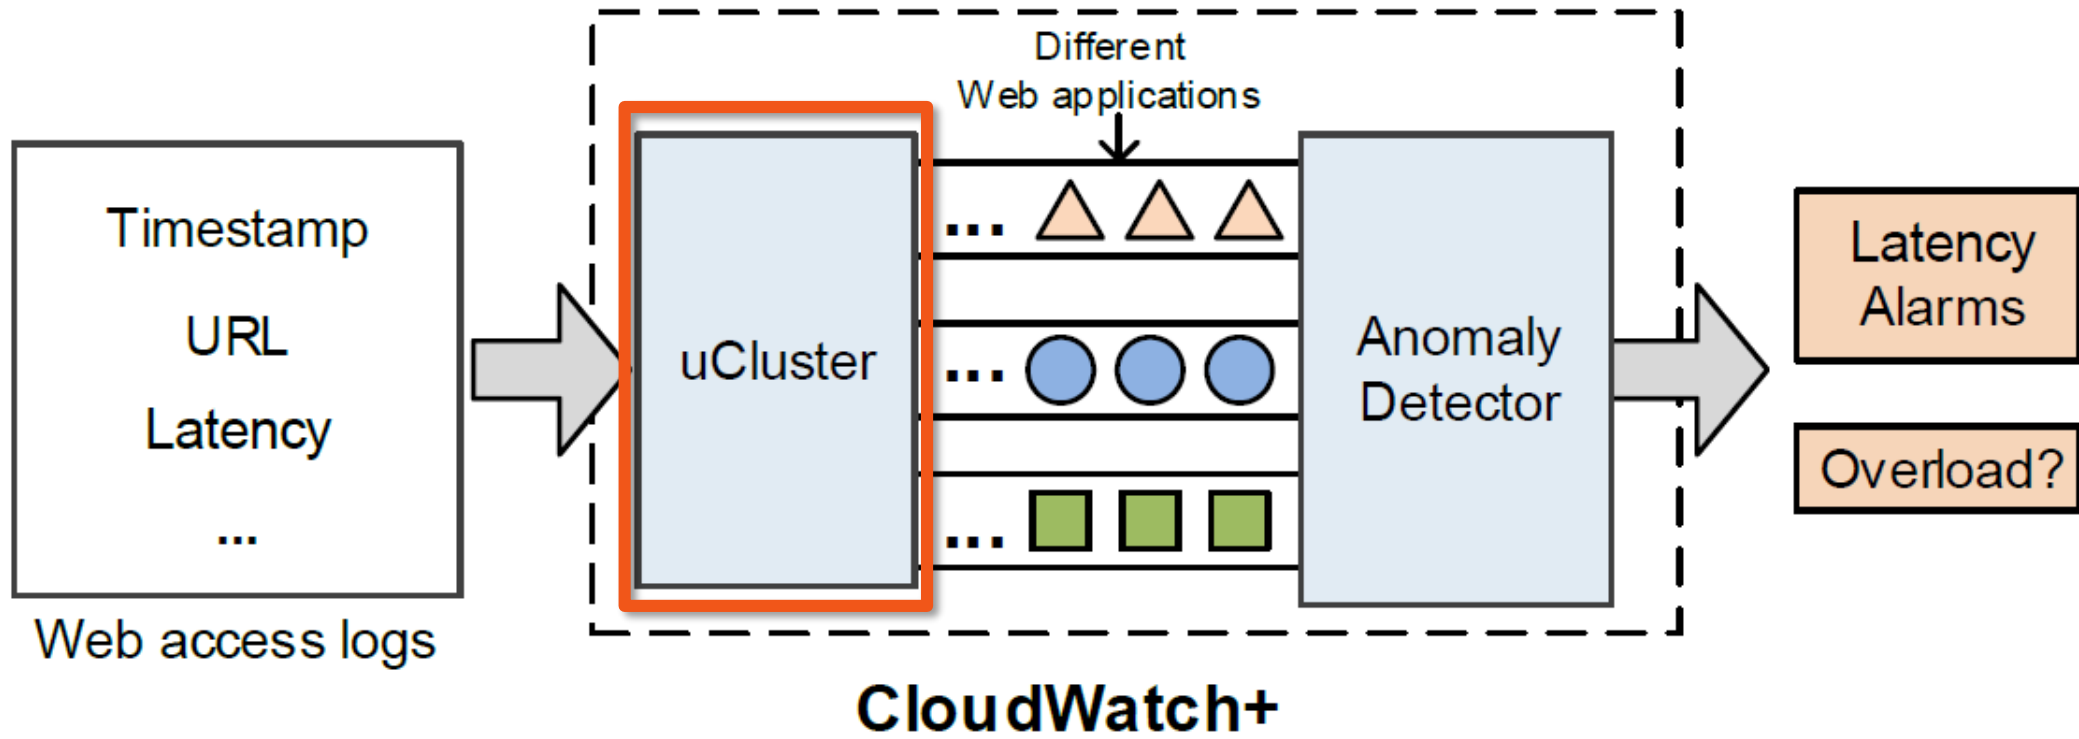 Timestamp
URL
Latency
...
Web access logs
uCluster
Different
Web applications
...
...
...
Anomaly
Detector
Latency
Alarms
Overload?
CloudWatch+